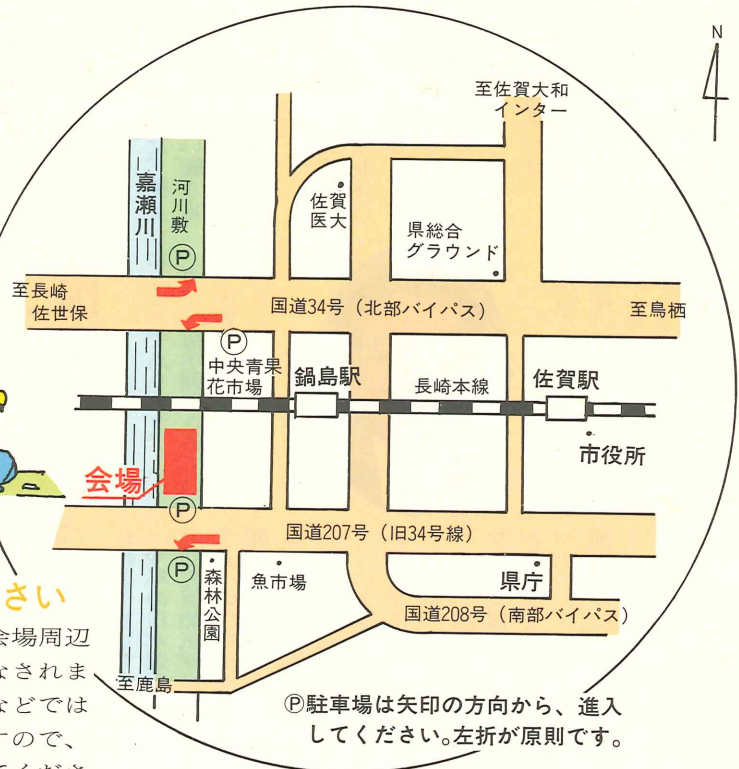 N
至佐賀大和
インター
嘉瀬川
河川敷
Ⓟ
佐賀
医大
県総合
グラウンド
至長崎
佐世保
国道34号（北部バイパス）
至鳥栖
Ⓟ
中央青果
花市場
鍋島駅
長崎本線
佐賀駅
市役所
会場
Ⓟ
国道207号（旧34号線）
Ⓟ
森林公園
魚市場
県庁
国道208号（南部バイパス）
至鹿島
Ⓟ駐車場は矢印の方向から、進入
してください。左折が原則です。
さい
会場周辺
なされま
などでは
すので、
てくださ